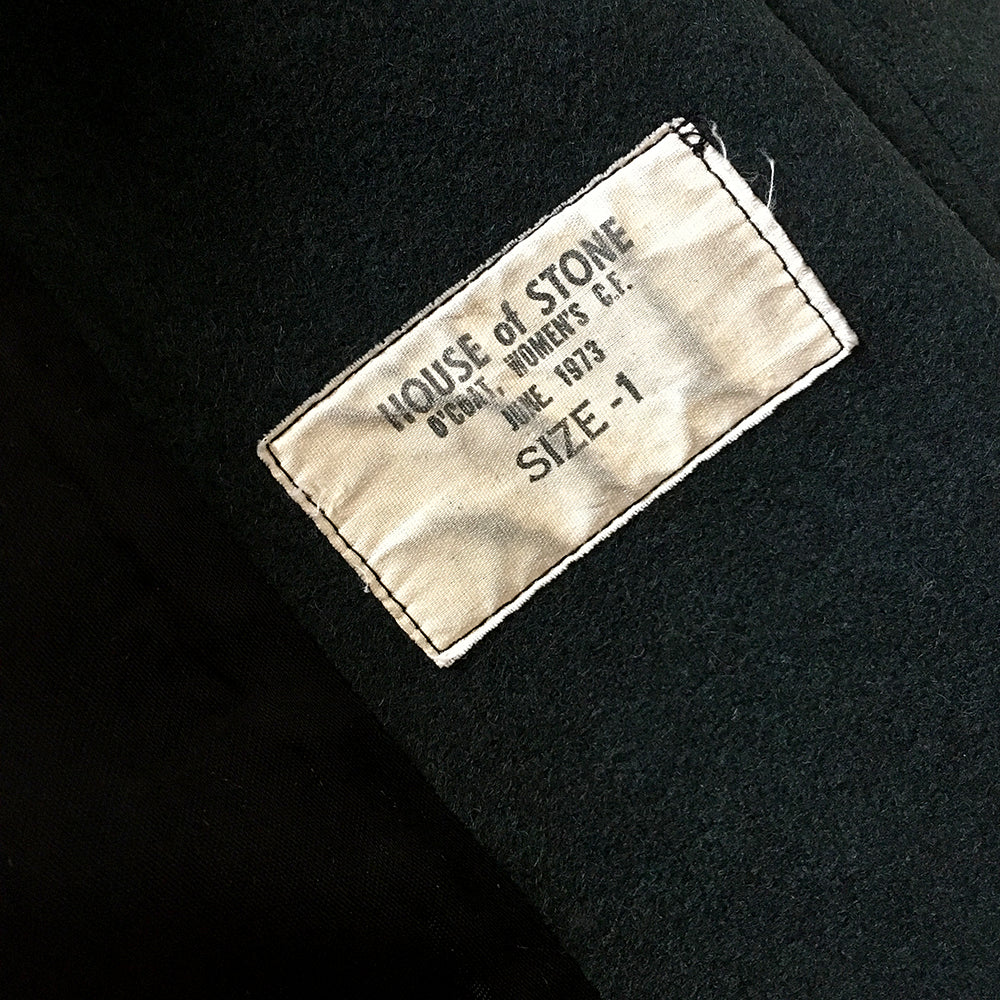 HOUSE of STONE
O'COAT, WOMEN'S C.F.
JUNE 1973
SIZE -1